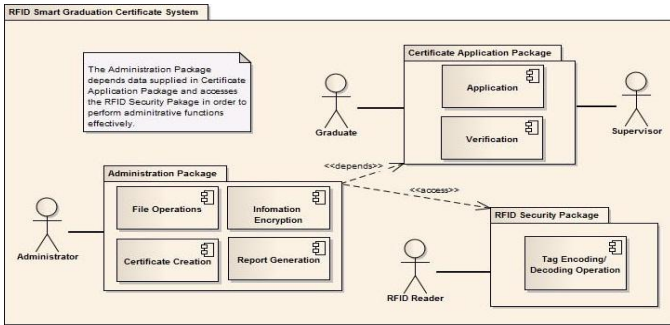 RFID Smart Graduation Certificate System
The Administration Package
depends data supplied in Certificate
Application Package and accesses
the RFID Security Pakage in order to
perform adminitrative functions
effectively.
Graduate
Certificate Application Package
Application
Verification
Supervisor
<<depends>>
<<access>>
Administration Package
File Operations
Infomation
Encryption
Certificate Creation
Report Generation
Administrator
RFID Security Package
Tag Encoding/
Decoding Operation
RFID Reader